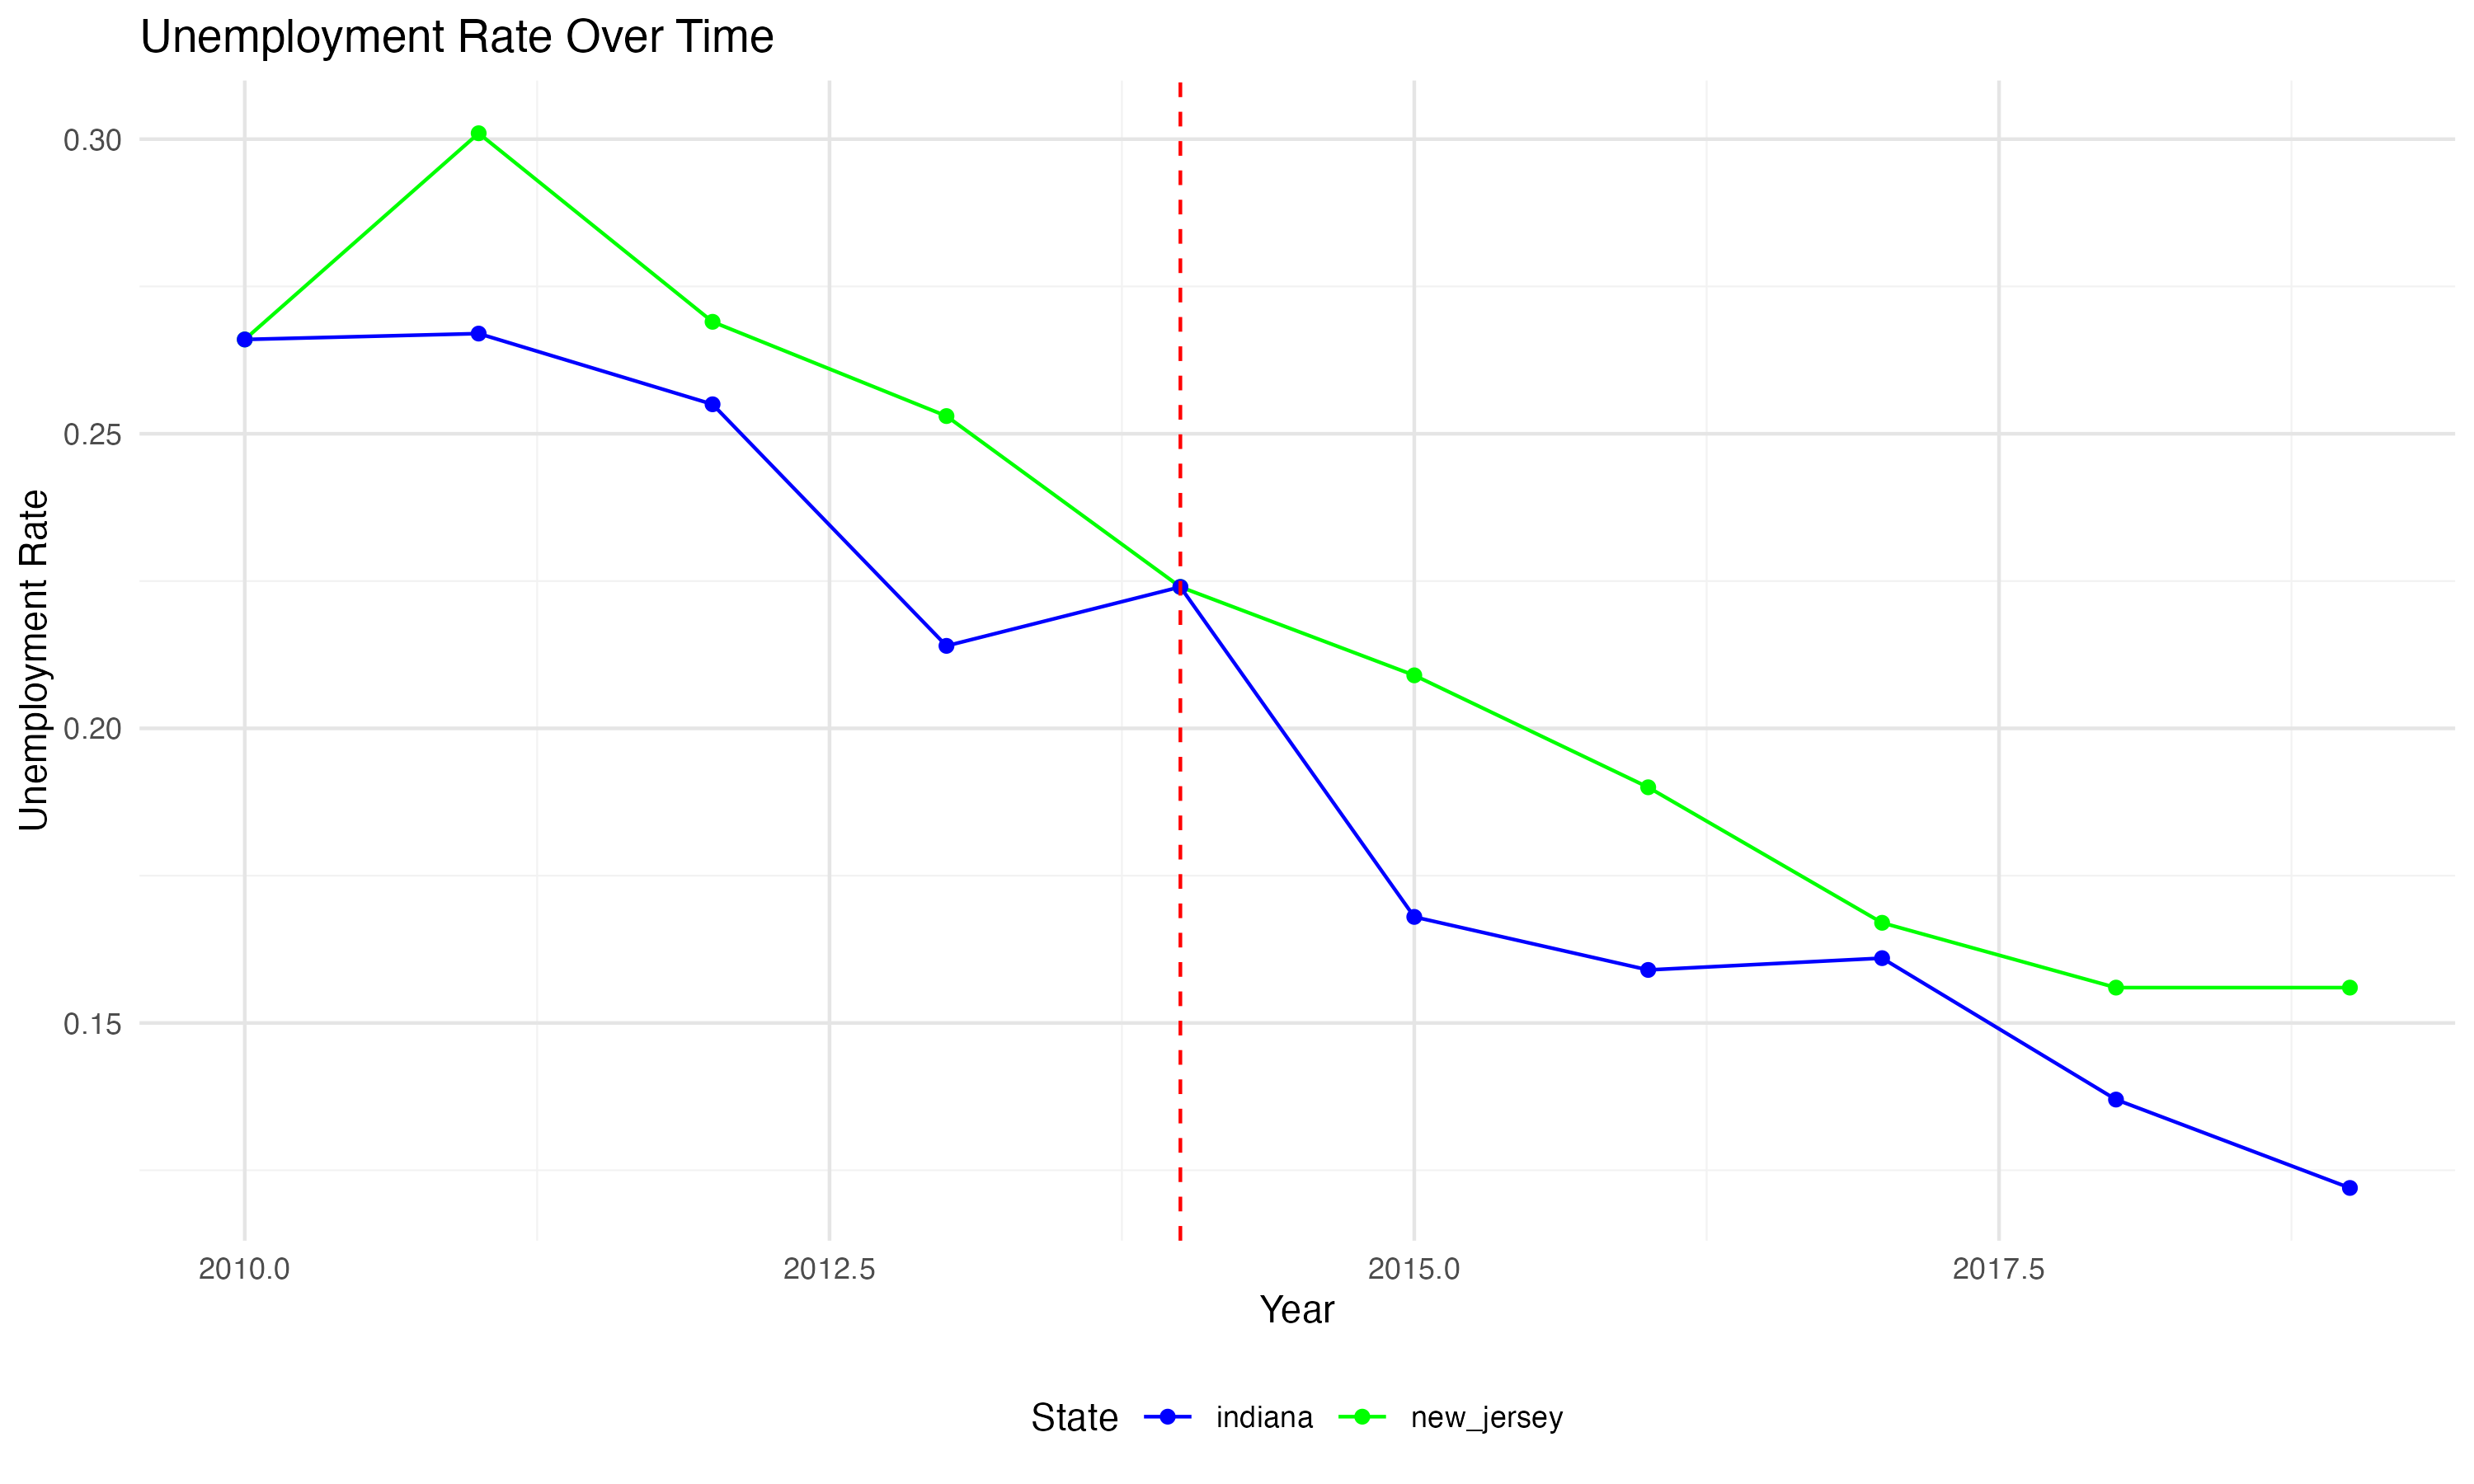 Unemployment Rate Over Time
Unemployment Rate
0.30
0.25
0.20
0.15
2010.0 2012.5 2015.0 2017.5
Year
State indiana new_jersey